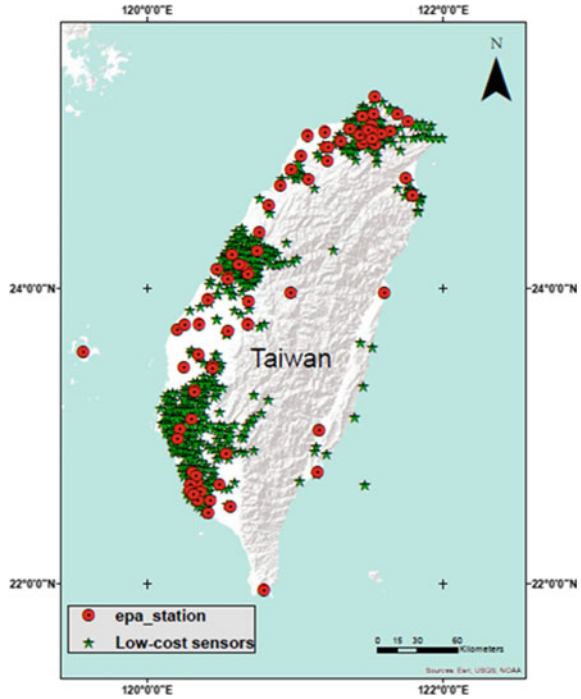 120°0'0"E 122°0'0"E
N
24°0'0"N 24°0'0"N
Taiwan
22°0'0"N 22°0'0"N
epa_station
Low-cost sensors
0 15 30 60
Kilometers
Sources: Esri, USGS, NOAA
120°0'0"E 122°0'0"E